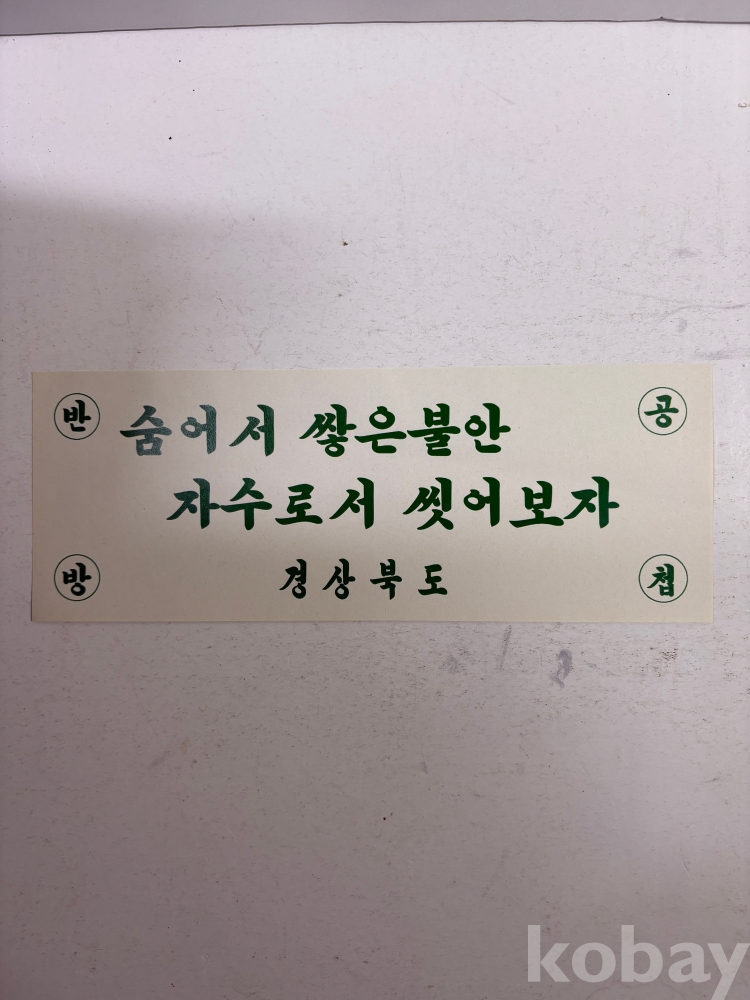 반 공
숨어서 쌓은불안
자수로서 씻어보자
방 첩
경상북도
kobay